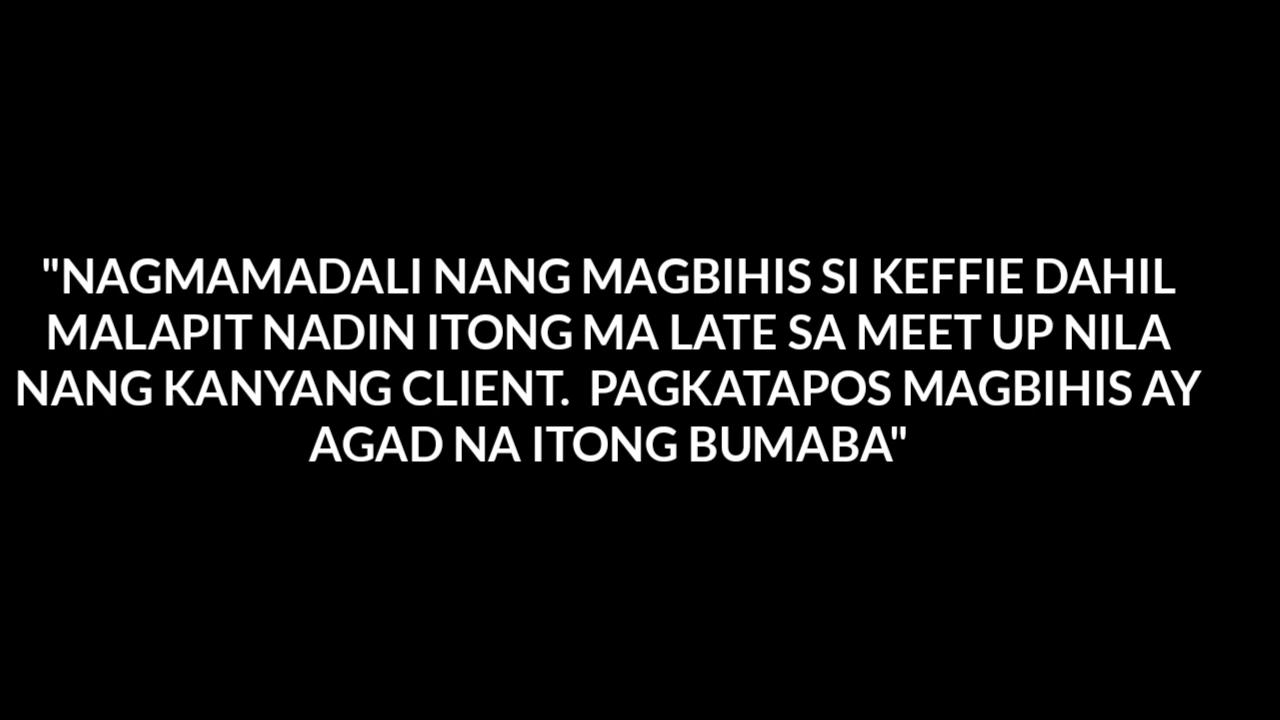 "NAGMAMADALI NANG MAGBIHIS SI KEFFIE DAHIL
MALAPIT NADIN ITONG MA LATE SA MEET UP NILA
NANG KANYANG CLIENT.  PAGKATAPOS MAGBIHIS AY
AGAD NA ITONG BUMABA"